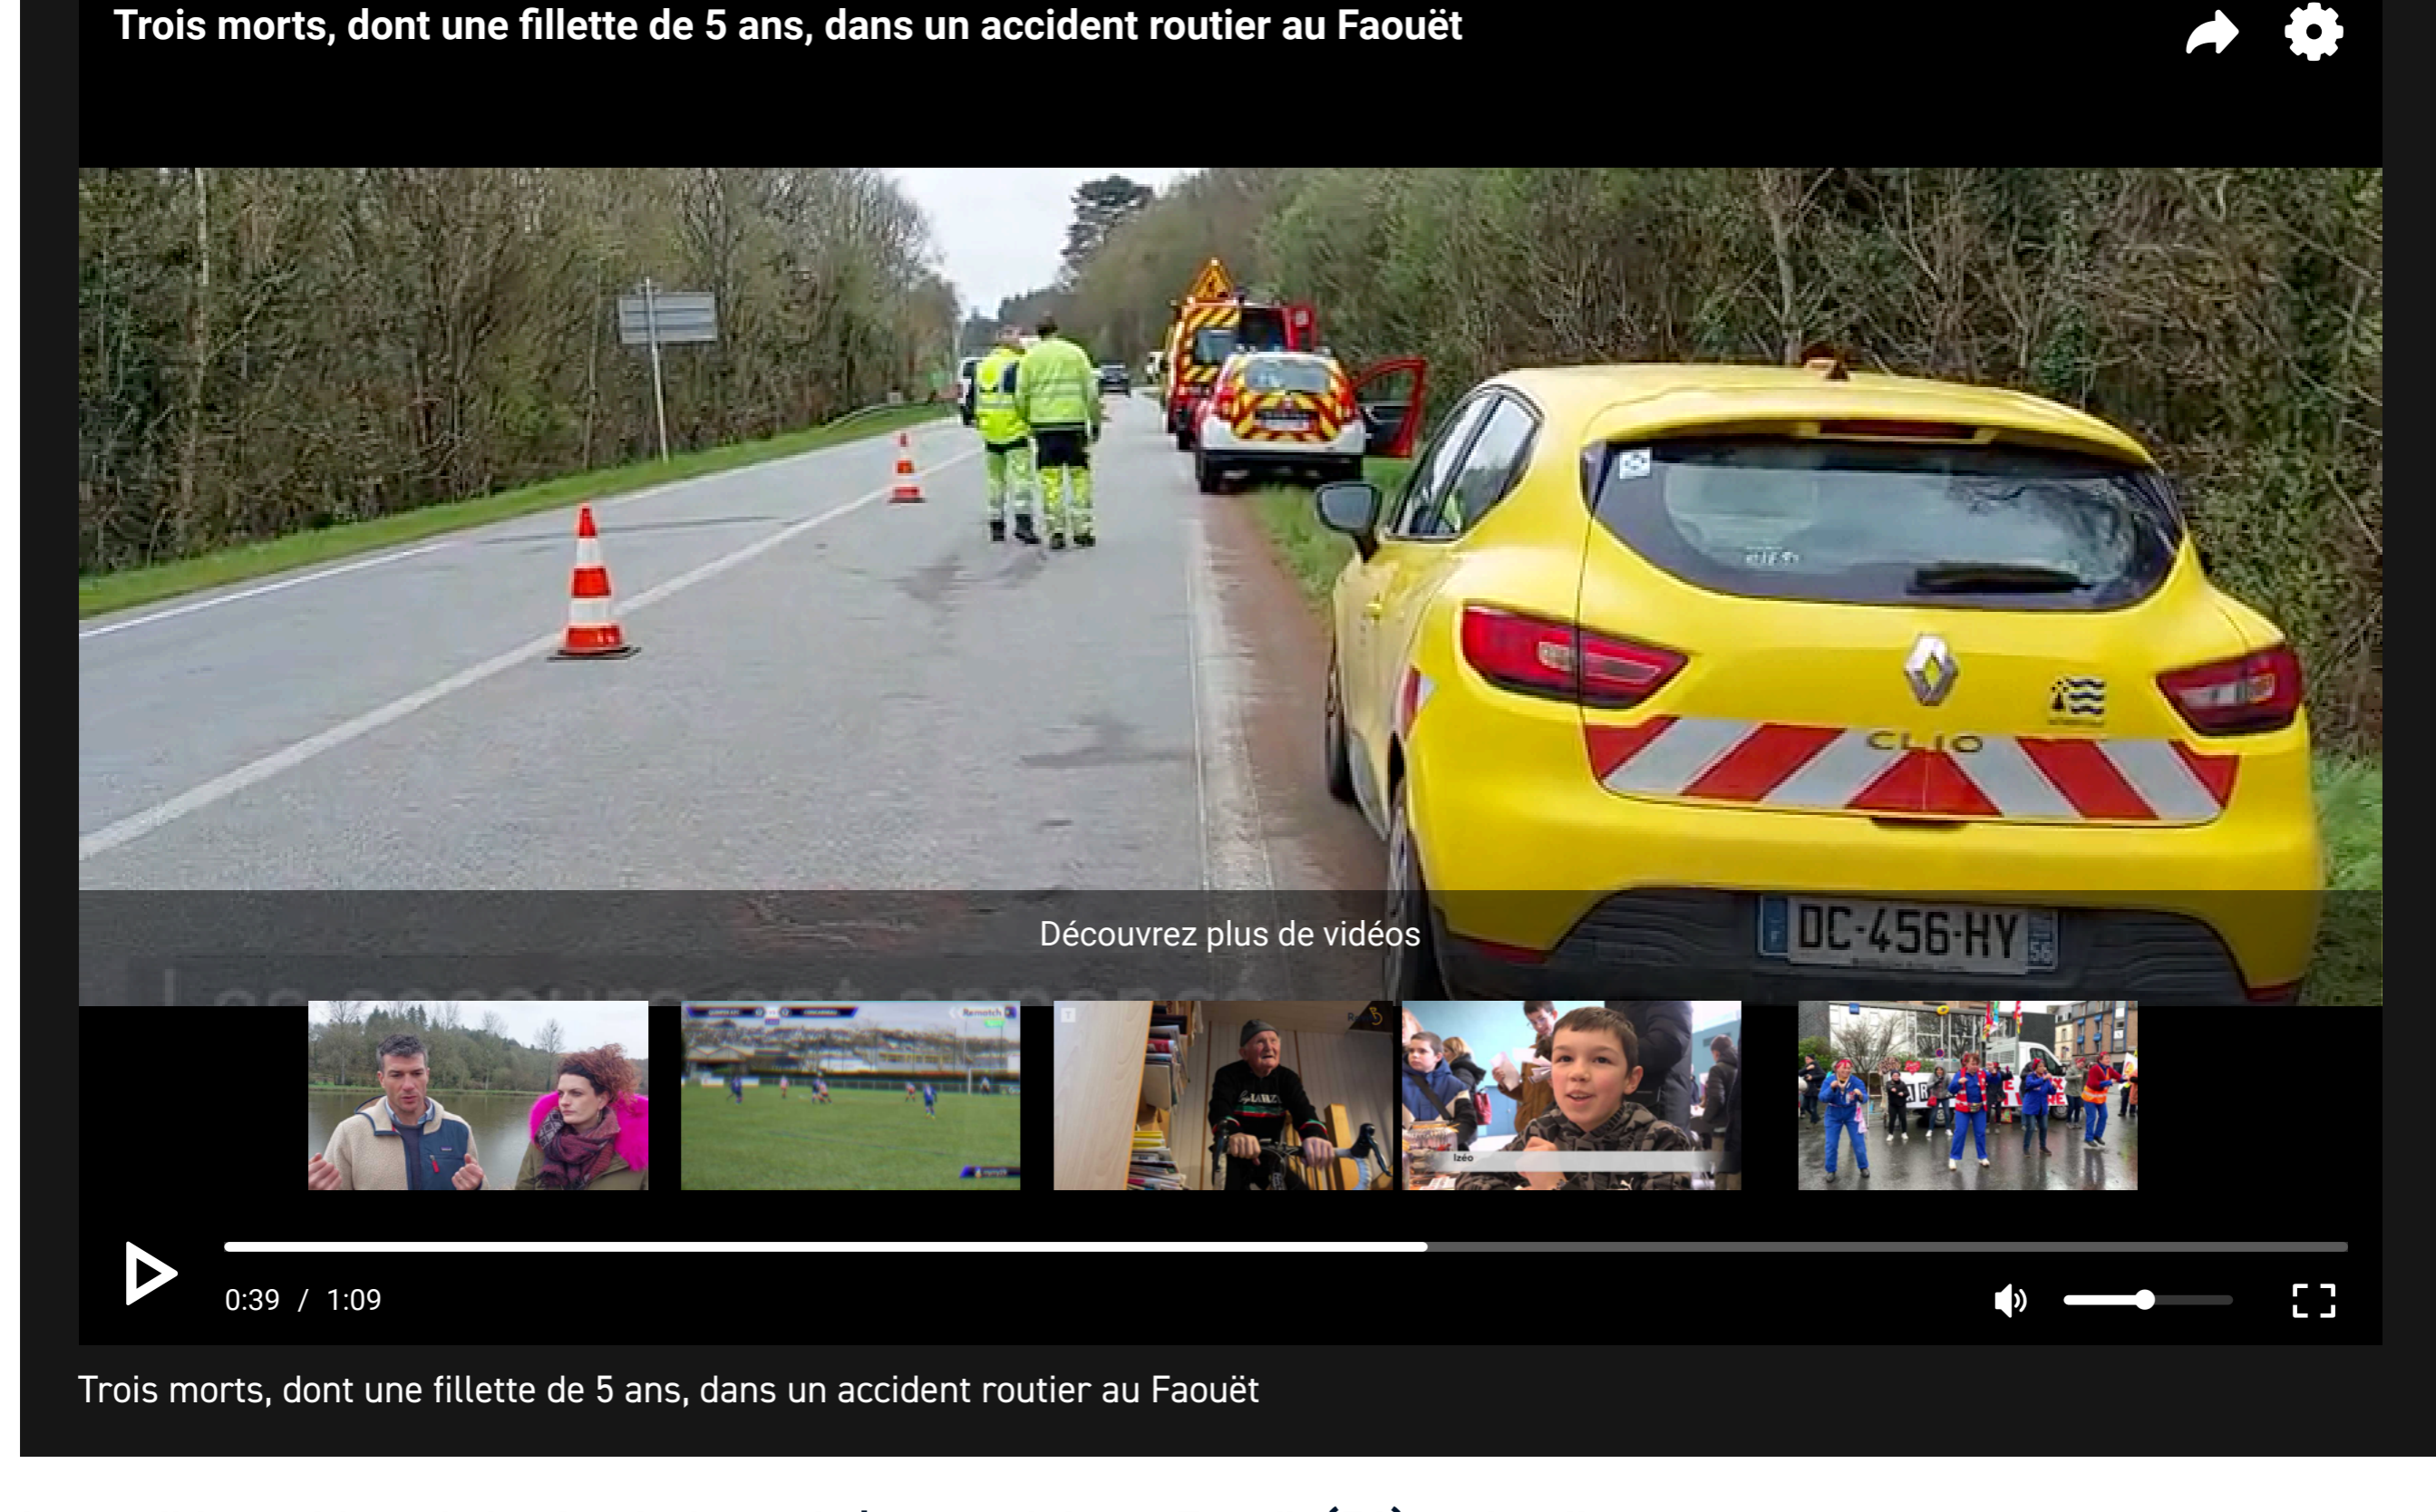 Trois morts, dont une fillette de 5 ans, dans un accident routier au Faouët
CLIO
DC-456-HY
56
Découvrez plus de vidéos
Rematch
Izéo
0:39 / 1:09
Trois morts, dont une fillette de 5 ans, dans un accident routier au Faouët